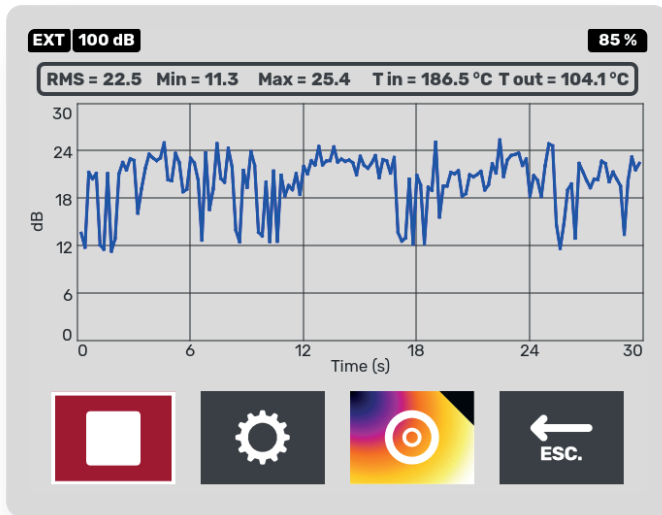 EXT 100 dB 85 %
RMS = 22.5 Min = 11.3 Max = 25.4 T in = 186.5 °C T out = 104.1 °C
30
24
18
12
6
0
dB
0 6 12 18 24 30
Time (s)
ESC.